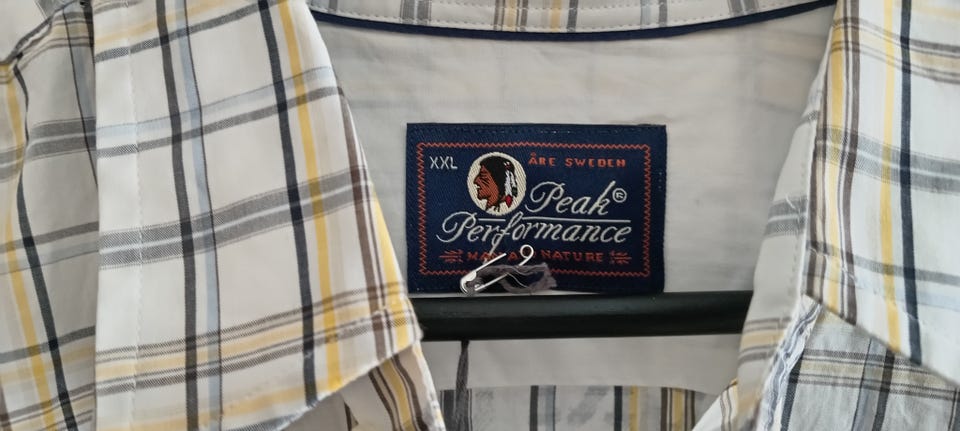 XXL
ÅRE SWEDEN
Peak®
Performance
NATURE